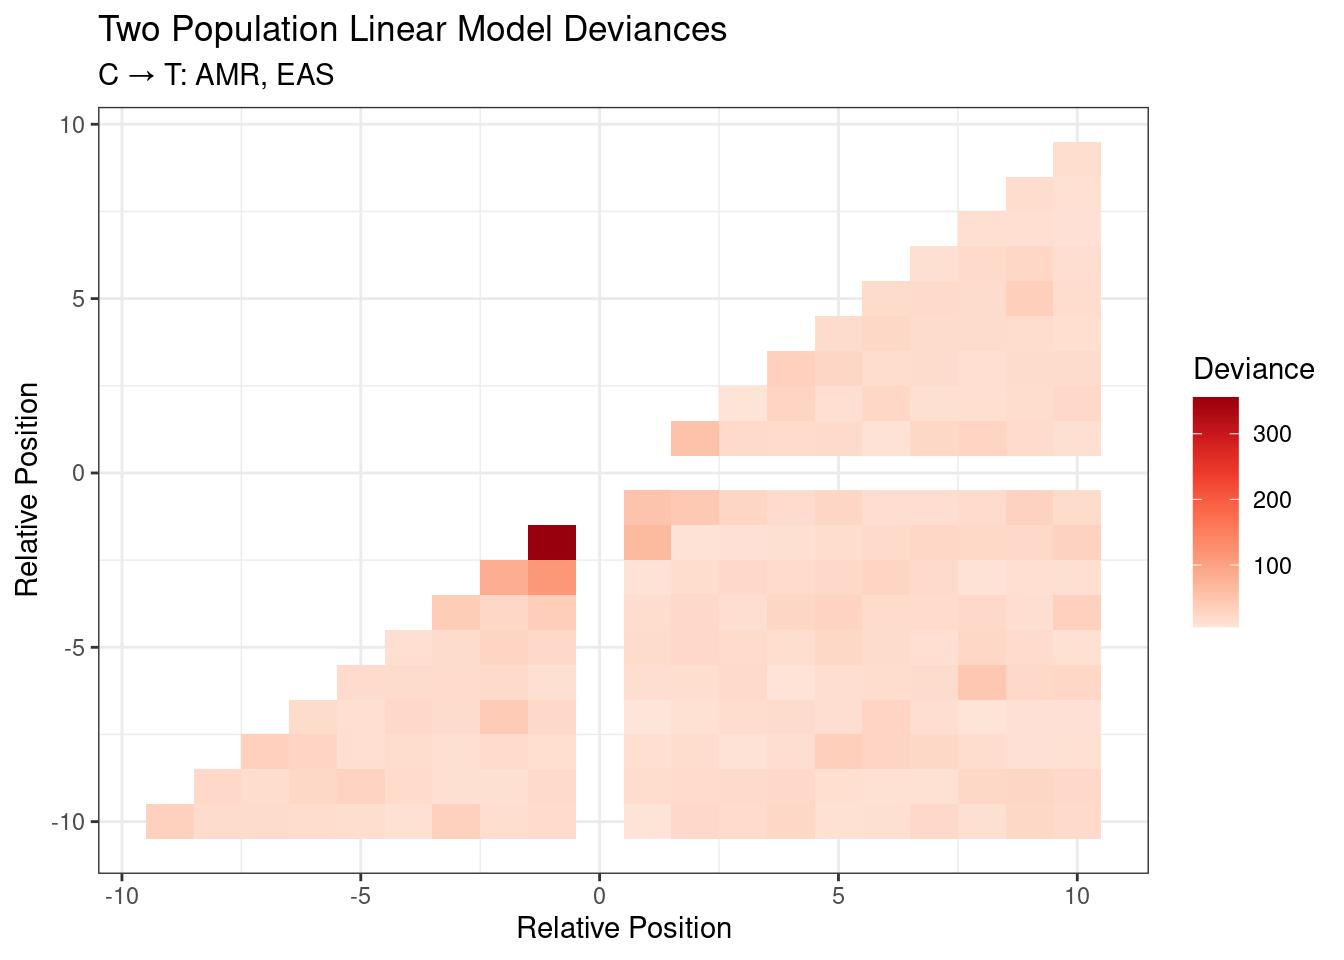 Two Population Linear Model Deviances
C → T: AMR, EAS
10
5
0
-5
-10
Relative Position
-10
-5
0
5
10
Relative Position
Deviance
300
200
100